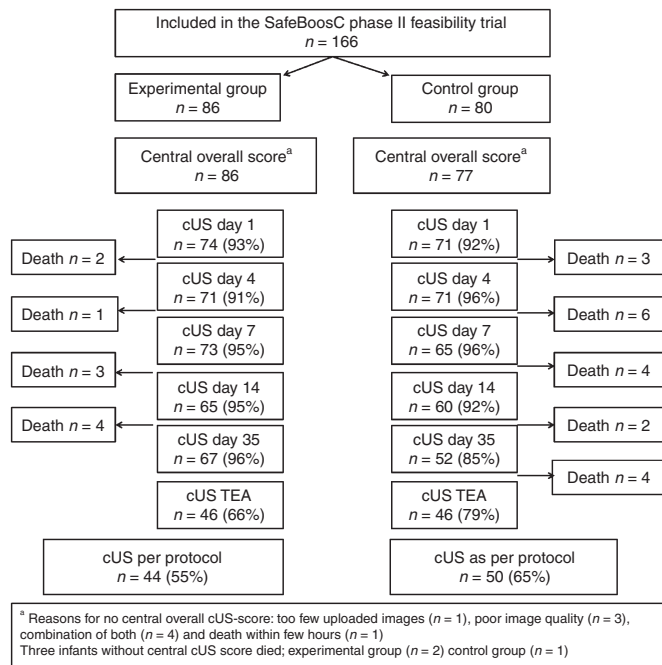 Included in the SafeBoosC phase II feasibility trial
n = 166
Experimental group
n = 86
Control group
n = 80
Central overall score^a
n = 86
Central overall score^a
n = 77
cUS day 1
n = 74 (93%)
cUS day 1
n = 71 (92%)
Death n = 2
Death n = 3
cUS day 4
n = 71 (91%)
cUS day 4
n = 71 (96%)
Death n = 1
Death n = 6
cUS day 7
n = 73 (95%)
cUS day 7
n = 65 (96%)
Death n = 3
Death n = 4
cUS day 14
n = 65 (95%)
cUS day 14
n = 60 (92%)
Death n = 4
Death n = 2
cUS day 35
n = 67 (96%)
cUS day 35
n = 52 (85%)
Death n = 4
cUS TEA
n = 46 (66%)
cUS TEA
n = 46 (79%)
cUS per protocol
n = 44 (55%)
cUS as per protocol
n = 50 (65%)
a Reasons for no central overall cUS-score: too few uploaded images (n = 1), poor image quality (n = 3),
combination of both (n = 4) and death within few hours (n = 1)
Three infants without central cUS score died; experimental group (n = 2) control group (n = 1)